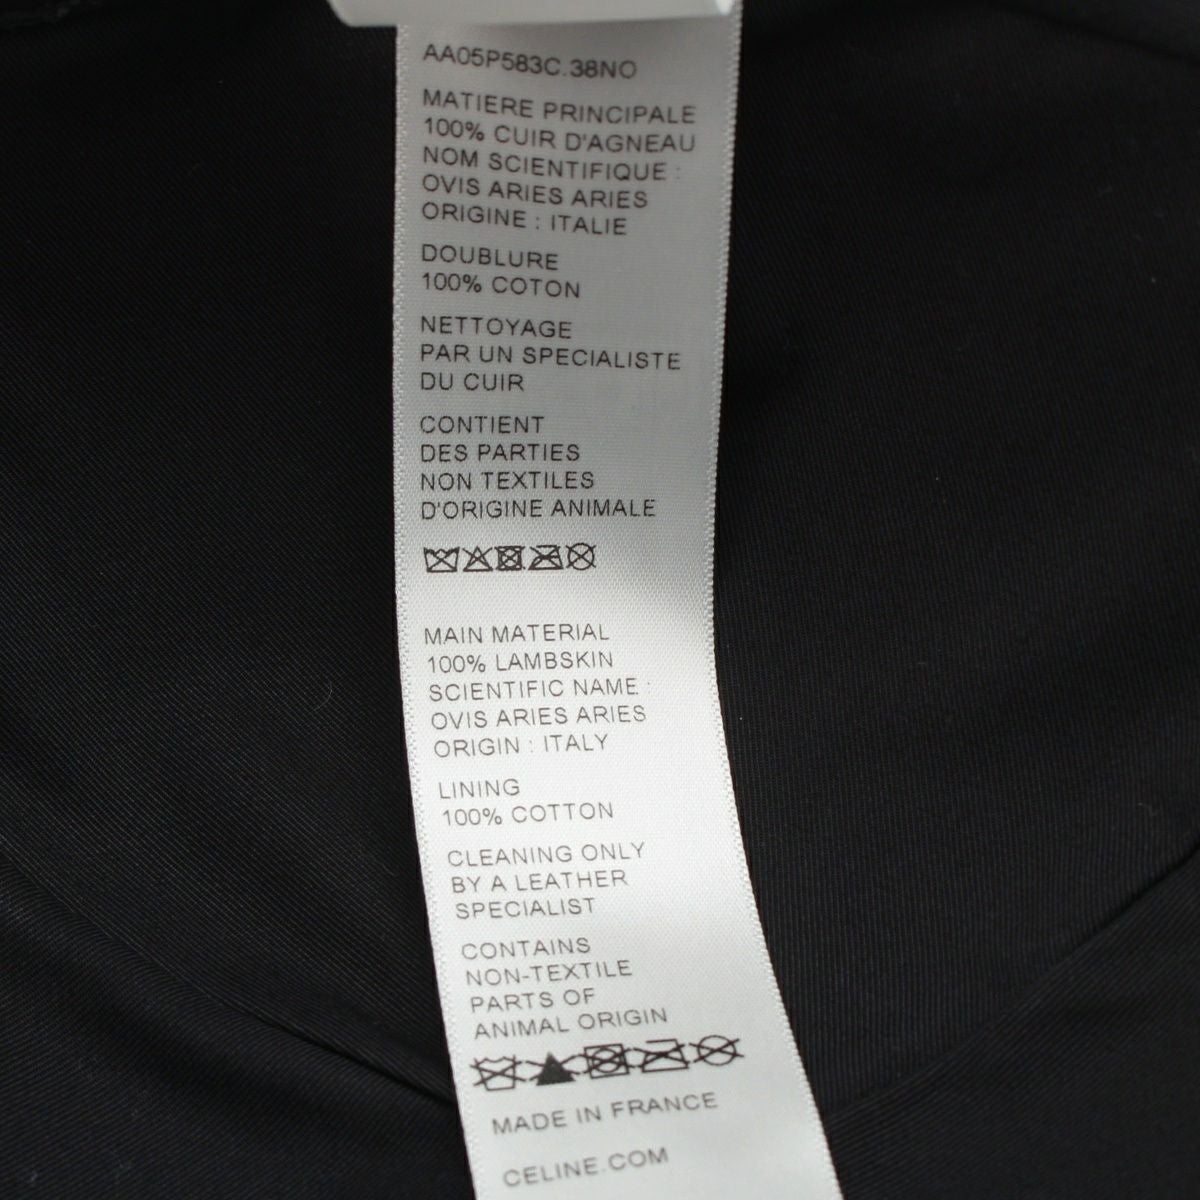 AA05P583C.38NO
MATIERE PRINCIPALE
100% CUIR D'AGNEAU
NOM SCIENTIFIQUE :
OVIS ARIES ARIES
ORIGINE : ITALIE
DOUBLURE
100% COTON
NETTOYAGE
PAR UN SPECIALISTE
DU CUIR
CONTIENT
DES PARTIES
NON TEXTILES
D'ORIGINE ANIMALE
MAIN MATERIAL
100% LAMBSKIN
SCIENTIFIC NAME :
OVIS ARIES ARIES
ORIGIN : ITALY
LINING
100% COTTON
CLEANING ONLY
BY A LEATHER
SPECIALIST
CONTAINS
NON-TEXTILE
PARTS OF
ANIMAL ORIGIN
MADE IN FRANCE
CELINE.COM